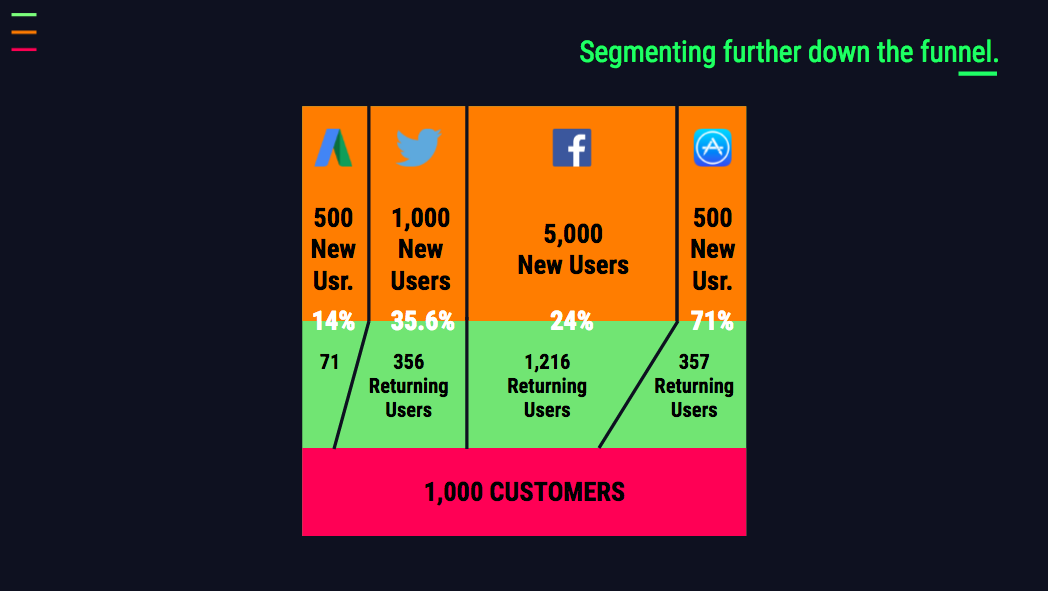 Segmenting further down the funnel.
500
New
Usr.
14%
1,000
New
Users
35.6%
5,000
New Users
24%
500
New
Usr.
71%
71
356
Returning
Users
1,216
Returning
Users
357
Returning
Users
1,000 CUSTOMERS